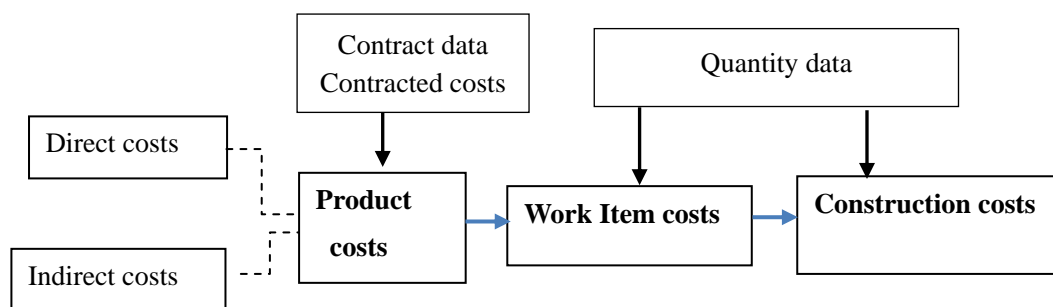 Contract data
Contracted costs
Quantity data
Direct costs
Product
costs
Work Item costs
Construction costs
Indirect costs